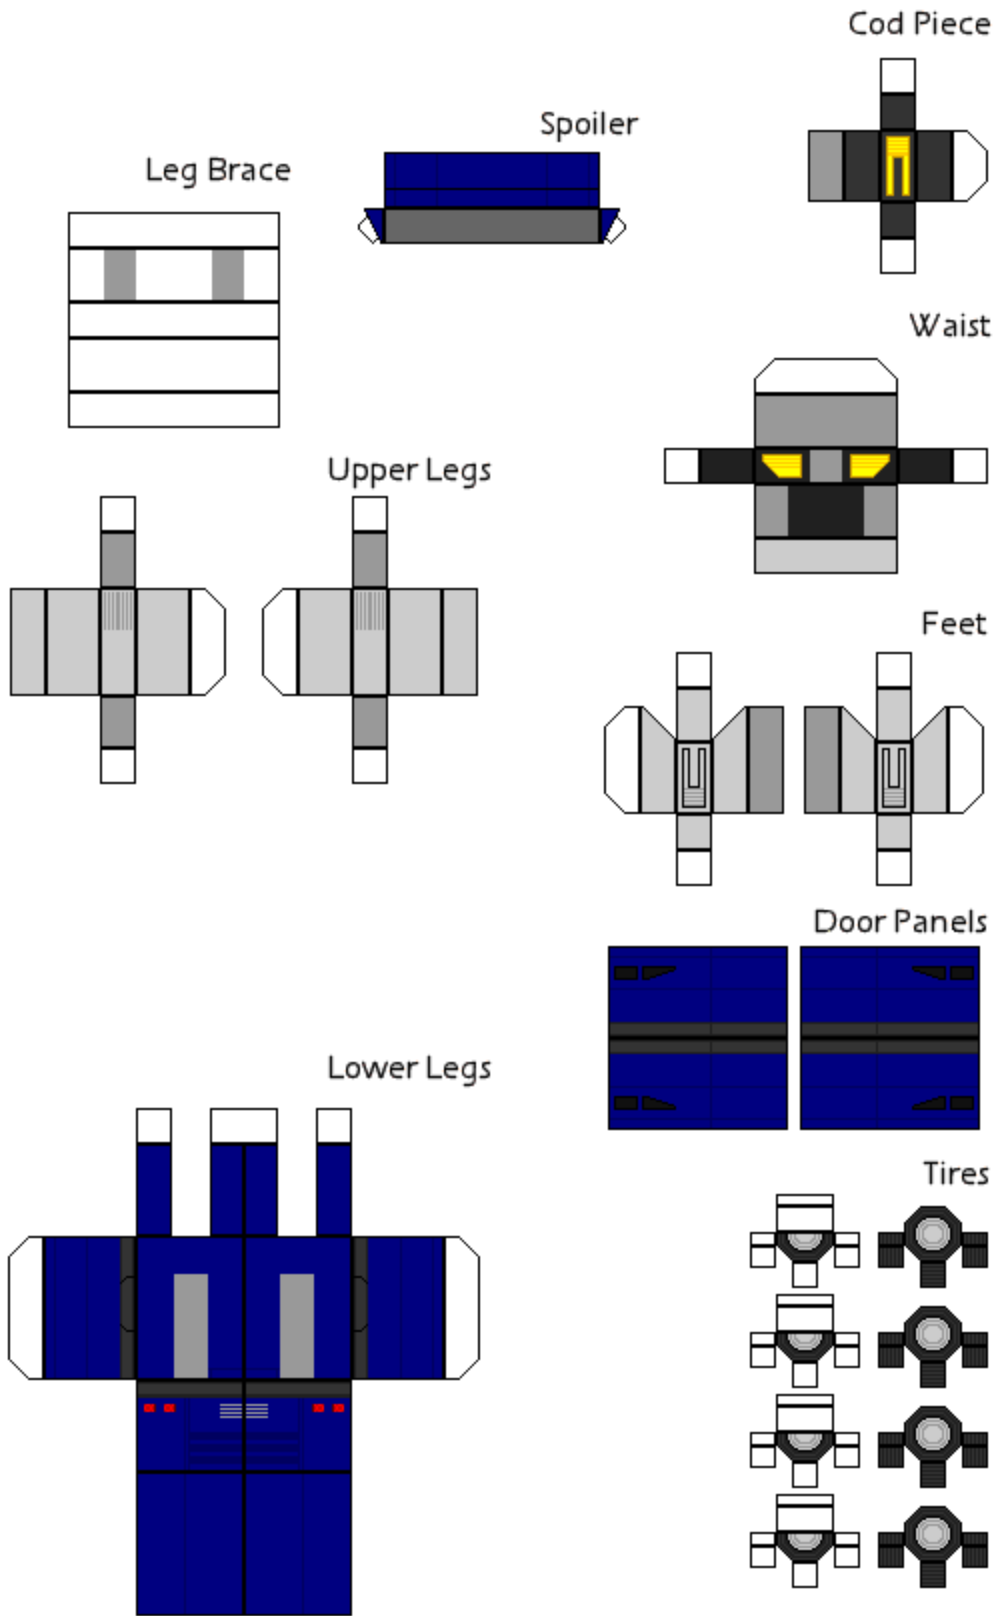 Cod Piece
Spoiler
Leg Brace
Waist
Upper Legs
Feet
Door Panels
Lower Legs
Tires